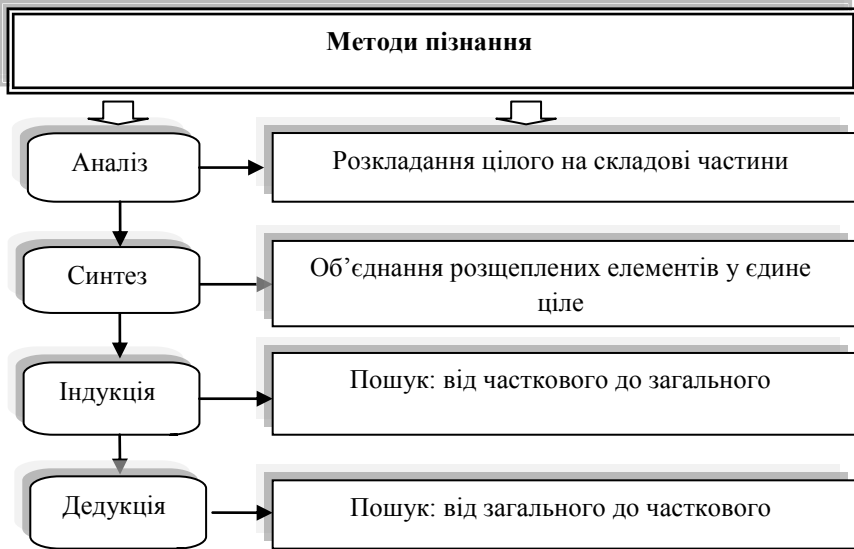 Методи пізнання
Аналіз
Розкладання цілого на складові частини
Синтез
Об’єднання розщеплених елементів у єдине
ціле
Індукція
Пошук: від часткового до загального
Дедукція
Пошук: від загального до часткового